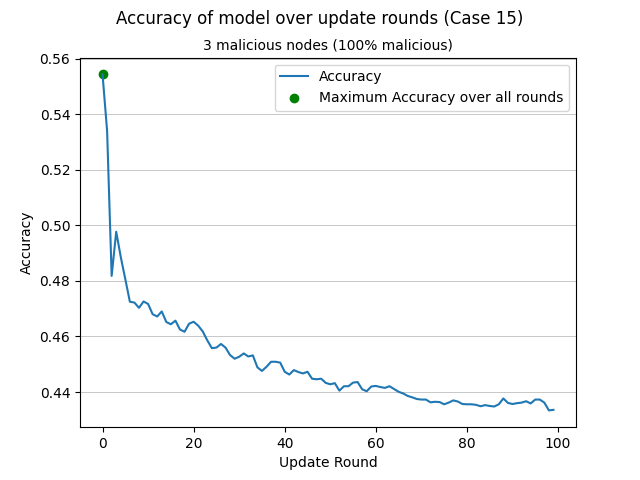 Accuracy of model over update rounds (Case 15)
3 malicious nodes (100% malicious)
Accuracy
Maximum Accuracy over all rounds
0.56
0.54
0.52
0.50
0.48
0.46
0.44
Accuracy
0 20 40 60 80 100
Update Round